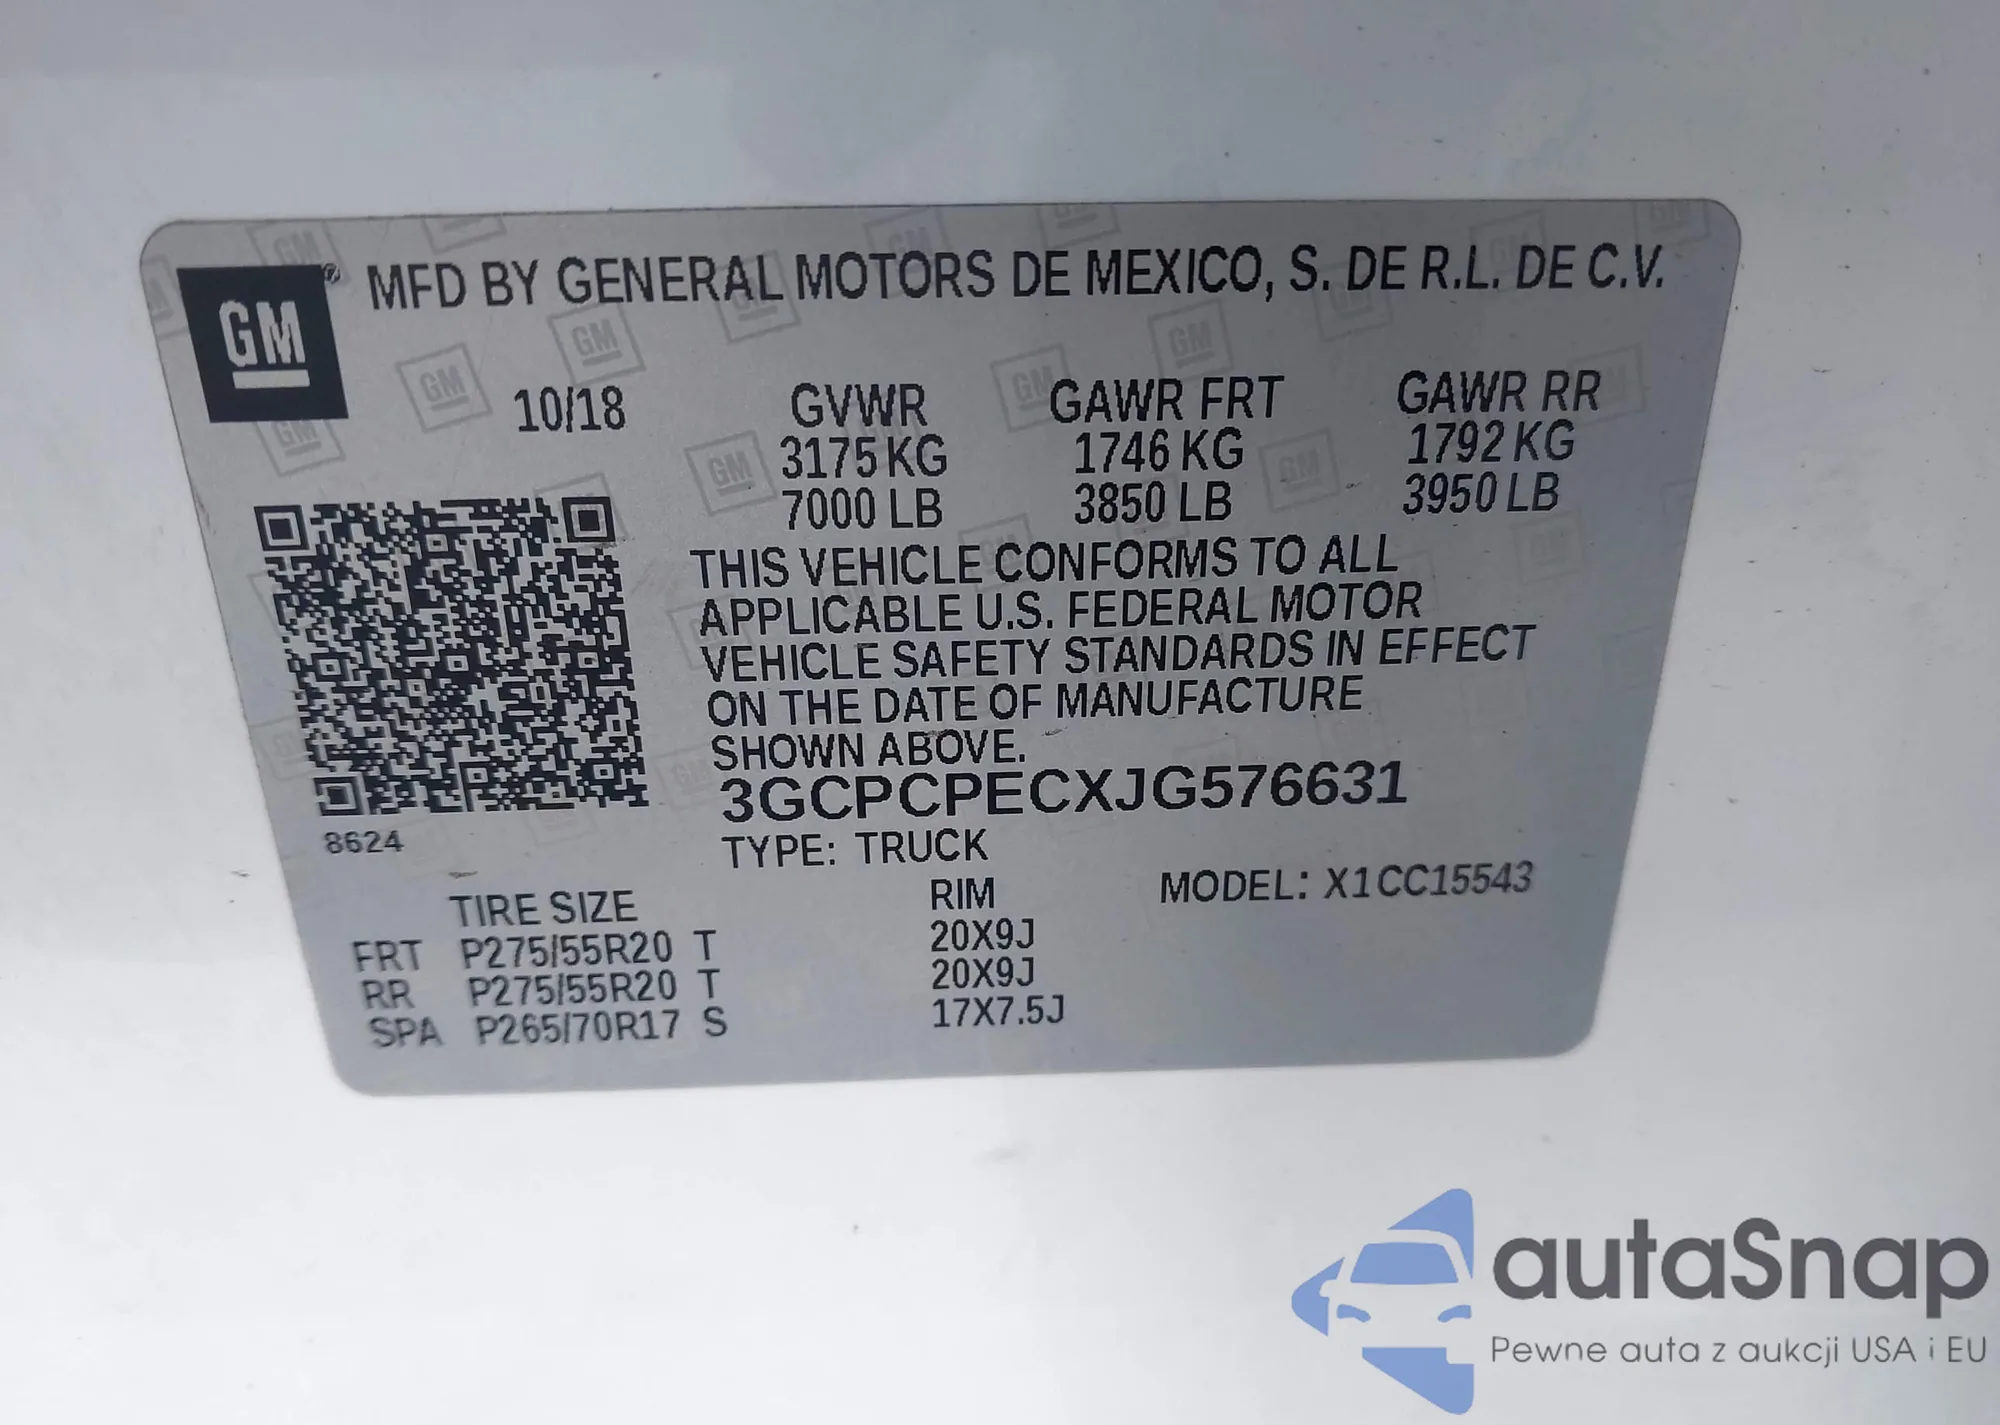 GM® MFD BY GENERAL MOTORS DE MEXICO, S. DE R.L. DE C.V.
10/18 GVWR GAWR FRT GAWR RR
3175 KG 1746 KG 1792 KG
7000 LB 3850 LB 3950 LB
THIS VEHICLE CONFORMS TO ALL
APPLICABLE U.S. FEDERAL MOTOR
VEHICLE SAFETY STANDARDS IN EFFECT
ON THE DATE OF MANUFACTURE
SHOWN ABOVE.
3GCPCPECXJG576631
8624
TYPE: TRUCK
MODEL: X1CC15543
TIRE SIZE RIM
FRT P275/55R20 T 20X9J
RR P275/55R20 T 20X9J
SPA P265/70R17 S 17X7.5J
autaSnap
Pewne auta z aukcji USA i EU